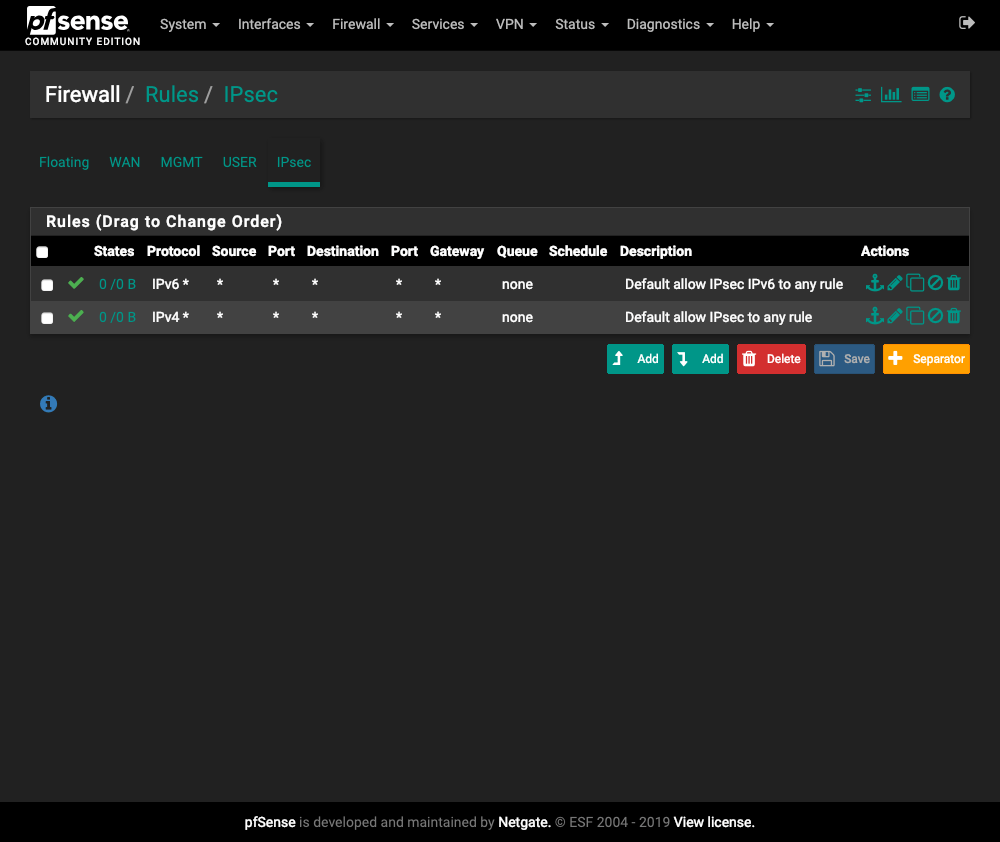 pfsense
COMMUNITY EDITION
System Interfaces Firewall Services VPN Status Diagnostics Help
Firewall / Rules / IPsec
Floating WAN MGMT USER IPsec
Rules (Drag to Change Order)
States Protocol Source Port Destination Port Gateway Queue Schedule Description Actions
0 /0 B IPv6 * * * * * * none Default allow IPsec IPv6 to any rule
0 /0 B IPv4 * * * * * * none Default allow IPsec to any rule
Add Add Delete Save Separator
pfSense is developed and maintained by Netgate. © ESF 2004 - 2019 View license.